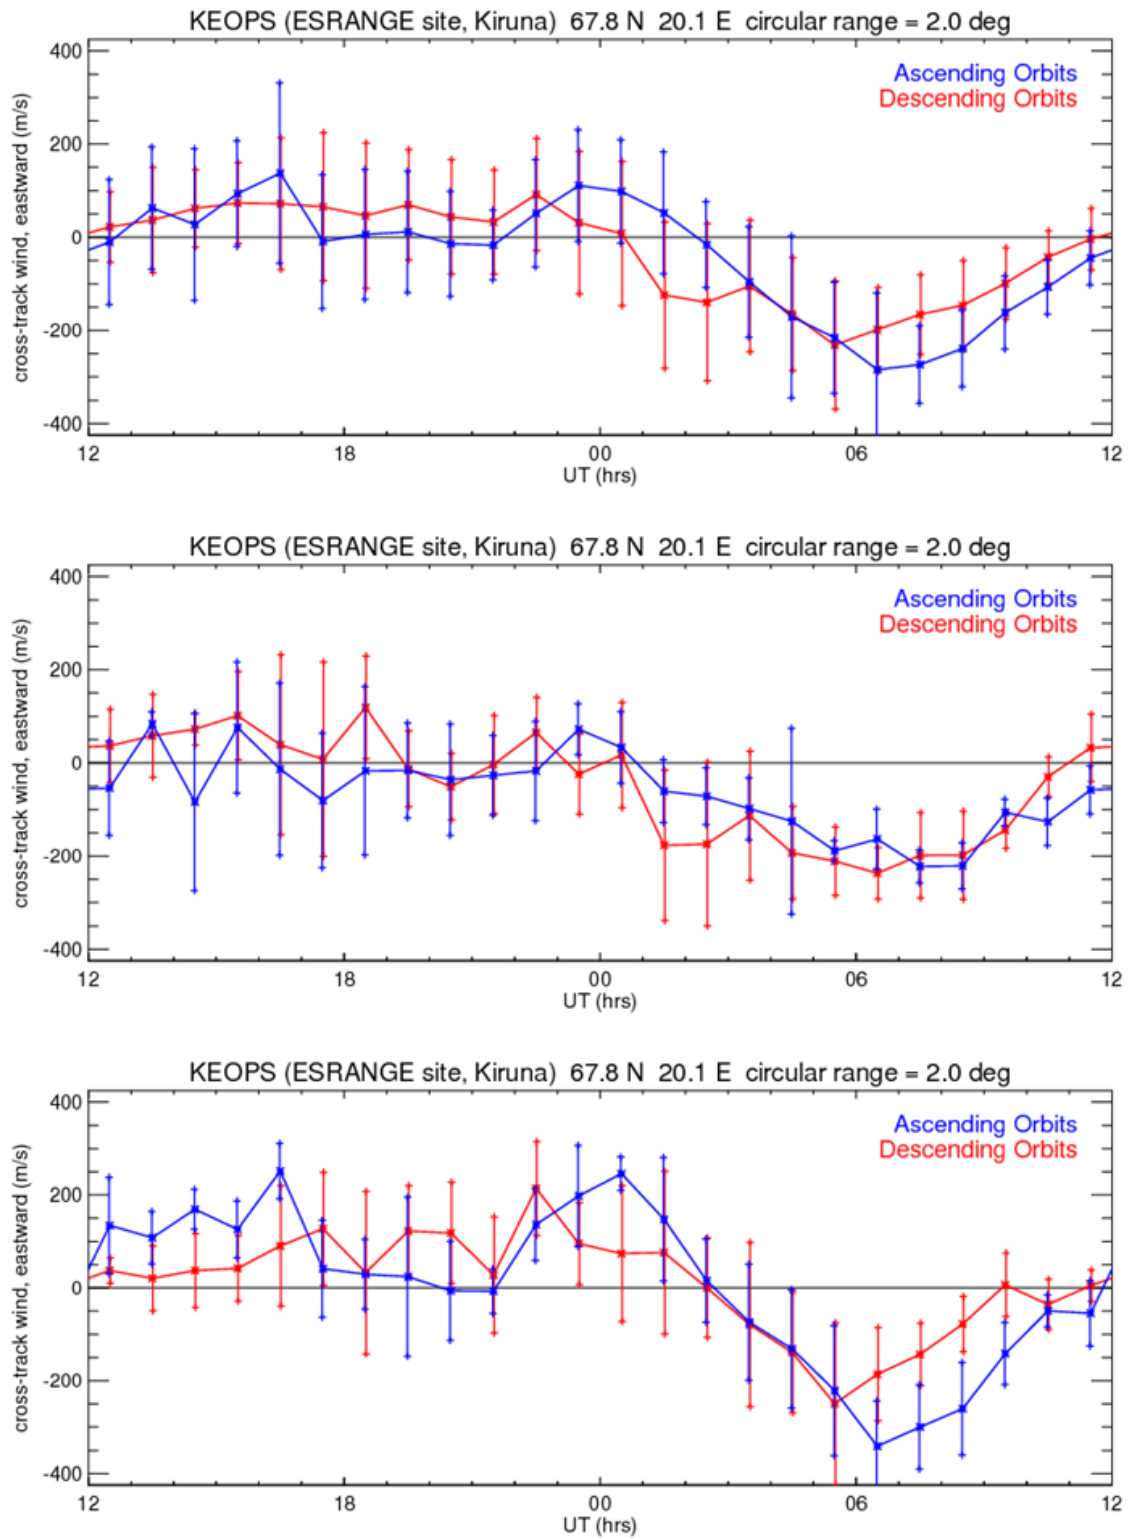 KEOPS (ESRANGE site, Kiruna)  67.8 N  20.1 E  circular range = 2.0 deg
Ascending Orbits
Descending Orbits
cross-track wind, eastward (m/s)
400
200
0
-200
-400
12 18 00 06 12
UT (hrs)
KEOPS (ESRANGE site, Kiruna)  67.8 N  20.1 E  circular range = 2.0 deg
Ascending Orbits
Descending Orbits
cross-track wind, eastward (m/s)
400
200
0
-200
-400
12 18 00 06 12
UT (hrs)
KEOPS (ESRANGE site, Kiruna)  67.8 N  20.1 E  circular range = 2.0 deg
Ascending Orbits
Descending Orbits
cross-track wind, eastward (m/s)
400
200
0
-200
-400
12 18 00 06 12
UT (hrs)